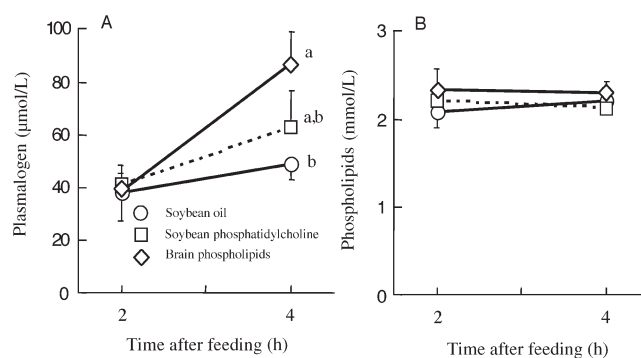 A
100
80
60
40
20
0
Plasmalogen (μmol/L)
a
a,b
b
Soybean oil
Soybean phosphatidylcholine
Brain phospholipids
2
4
Time after feeding (h)
B
3
2
1
0
Phospholipids (mmol/L)
2
4
Time after feeding (h)